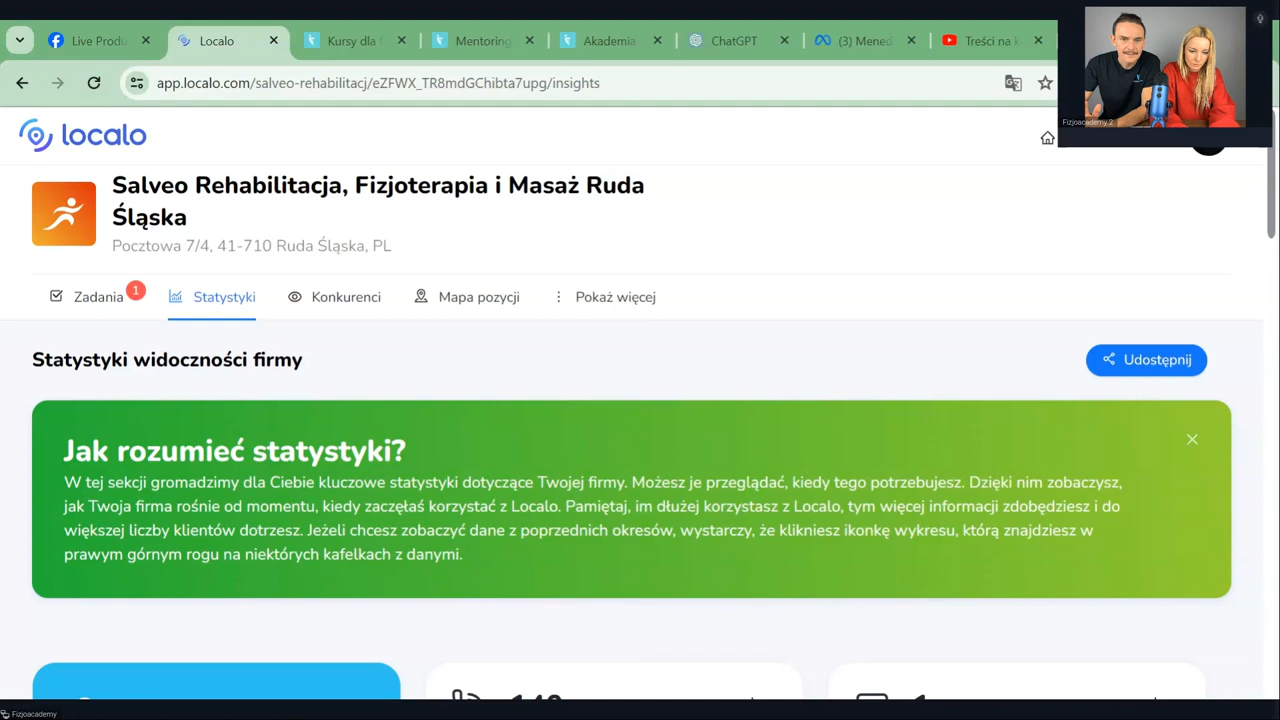 Live Produ
Localo
Kursy dla f
Mentoring
Akademia
ChatGPT
(3) Mened
Treści na k
app.localo.com/salveo-rehabilitacj/eZFWX_TR8mdGChibta7upg/insights
Fizjoacademy 2
localo
Salveo Rehabilitacja, Fizjoterapia i Masaż Ruda
Śląska
Pocztowa 7/4, 41-710 Ruda Śląska, PL
Zadania 1
Statystyki
Konkurenci
Mapa pozycji
Pokaż więcej
Statystyki widoczności firmy
Udostępnij
Jak rozumieć statystyki?
W tej sekcji gromadzimy dla Ciebie kluczowe statystyki dotyczące Twojej firmy. Możesz je przeglądać, kiedy tego potrzebujesz. Dzięki nim zobaczysz,
jak Twoja firma rośnie od momentu, kiedy zaczęłaś korzystać z Localo. Pamiętaj, im dłużej korzystasz z Localo, tym więcej informacji zdobędziesz i do
większej liczby klientów dotrzesz. Jeżeli chcesz zobaczyć dane z poprzednich okresów, wystarczy, że klikniesz ikonkę wykresu, którą znajdziesz w
prawym górnym rogu na niektórych kafelkach z danymi.
Fizjoacademy